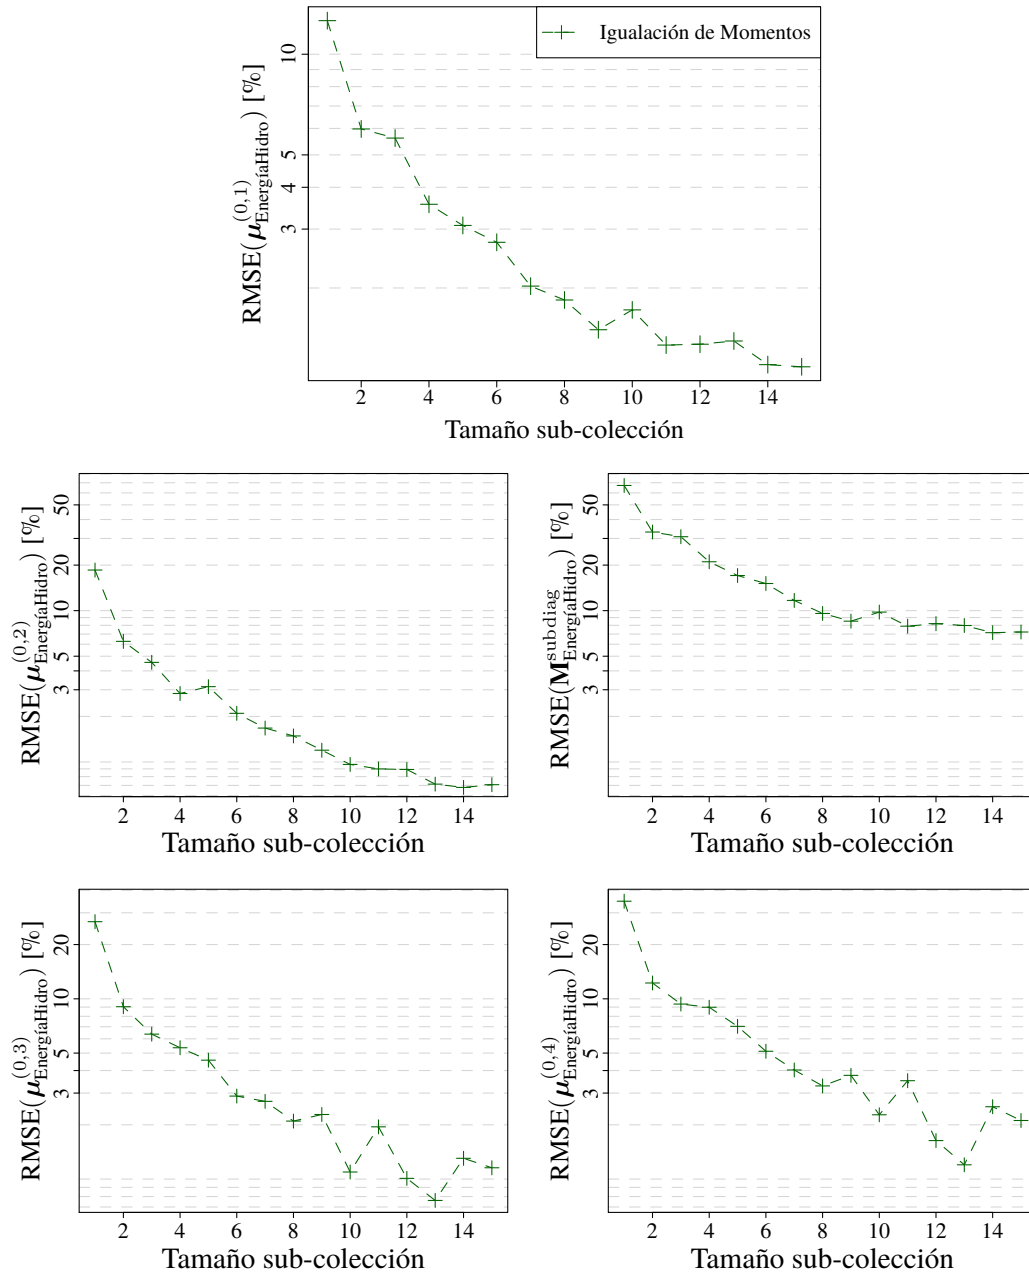 Igualación de Momentos
RMSE(μ^(0,1)_EnergíaHidro) [%]
10
5
4
3
2 4 6 8 10 12 14
Tamaño sub-colección
RMSE(μ^(0,2)_EnergíaHidro) [%]
50
20
10
5
3
2 4 6 8 10 12 14
Tamaño sub-colección
RMSE(M^subdiag_EnergíaHidro) [%]
50
20
10
5
3
2 4 6 8 10 12 14
Tamaño sub-colección
RMSE(μ^(0,3)_EnergíaHidro) [%]
20
10
5
3
2 4 6 8 10 12 14
Tamaño sub-colección
RMSE(μ^(0,4)_EnergíaHidro) [%]
20
10
5
3
2 4 6 8 10 12 14
Tamaño sub-colección